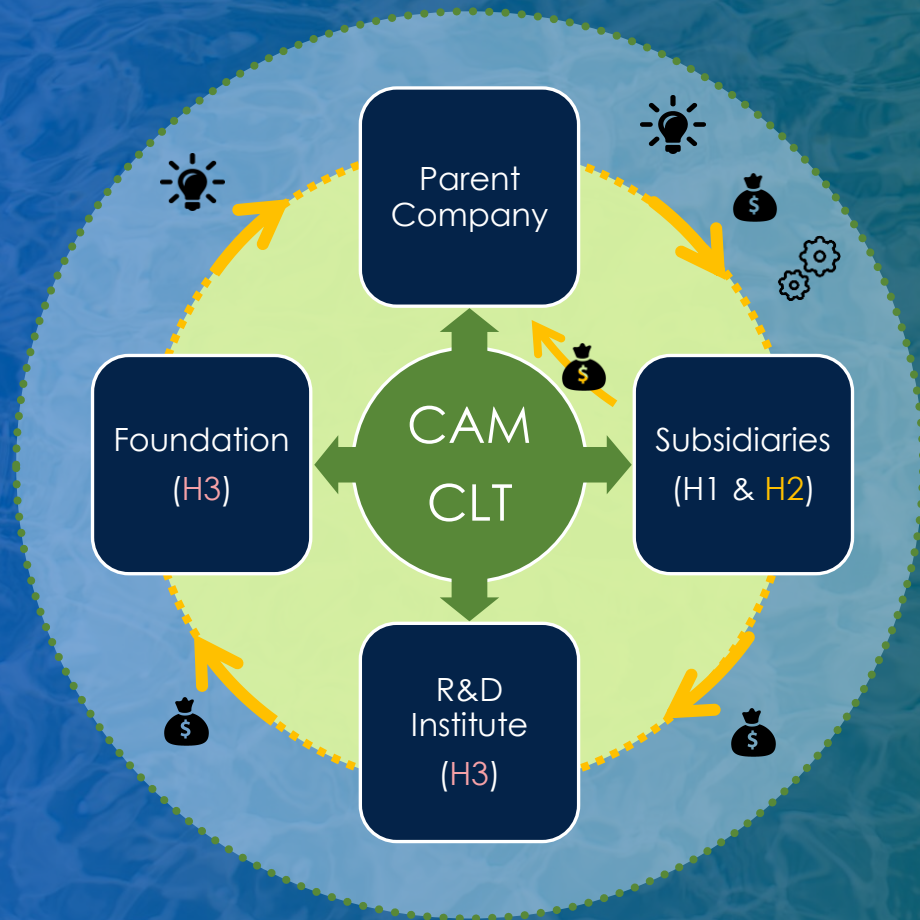 Parent
Company
$
$
Foundation
(H3)
CAM
CLT
Subsidiaries
(H1 & H2)
R&D
Institute
(H3)
$
$